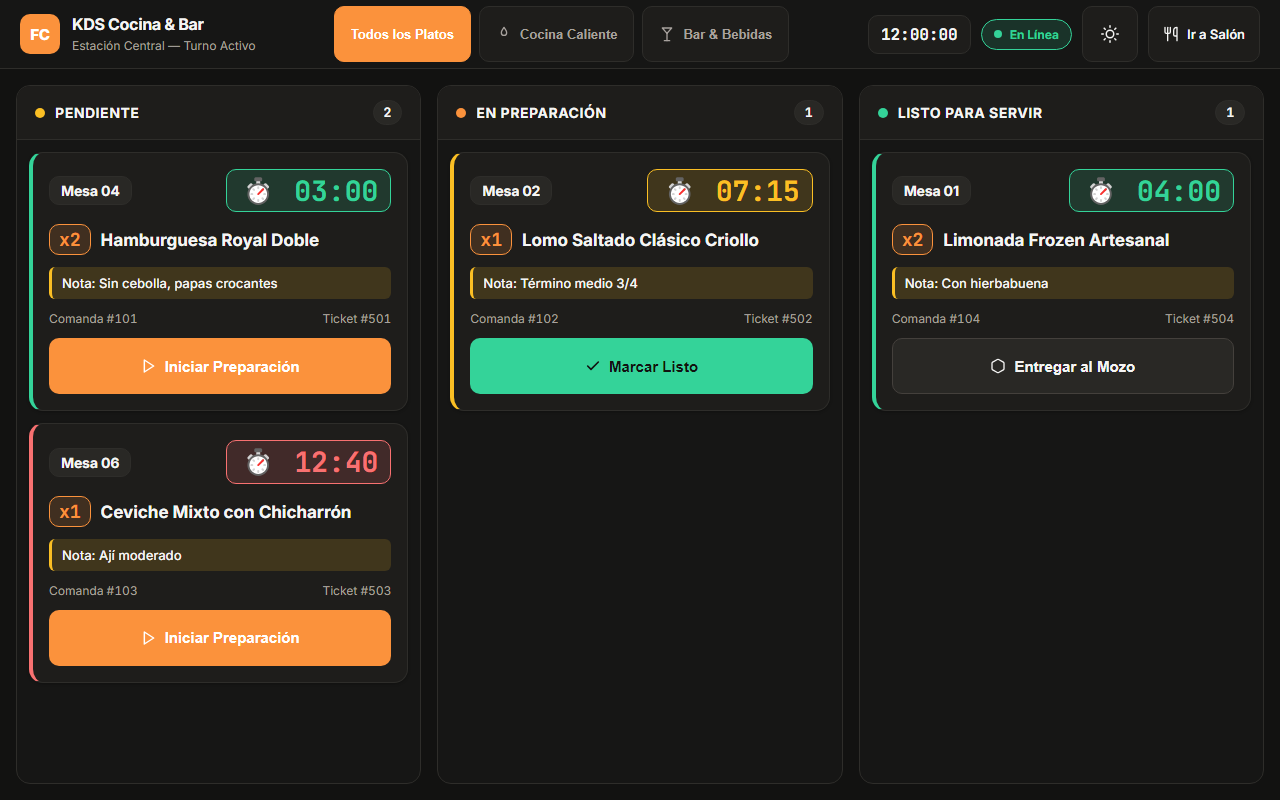 FC
KDS Cocina & Bar
Estación Central — Turno Activo
Todos los Platos
Cocina Caliente
Bar & Bebidas
12:00:00
En Línea
Ir a Salón
PENDIENTE
2
Mesa 04
03:00
x2 Hamburguesa Royal Doble
Nota: Sin cebolla, papas crocantes
Comanda #101
Ticket #501
Iniciar Preparación
Mesa 06
12:40
x1 Ceviche Mixto con Chicharrón
Nota: Ají moderado
Comanda #103
Ticket #503
Iniciar Preparación
EN PREPARACIÓN
1
Mesa 02
07:15
x1 Lomo Saltado Clásico Criollo
Nota: Término medio 3/4
Comanda #102
Ticket #502
Marcar Listo
LISTO PARA SERVIR
1
Mesa 01
04:00
x2 Limonada Frozen Artesanal
Nota: Con hierbabuena
Comanda #104
Ticket #504
Entregar al Mozo